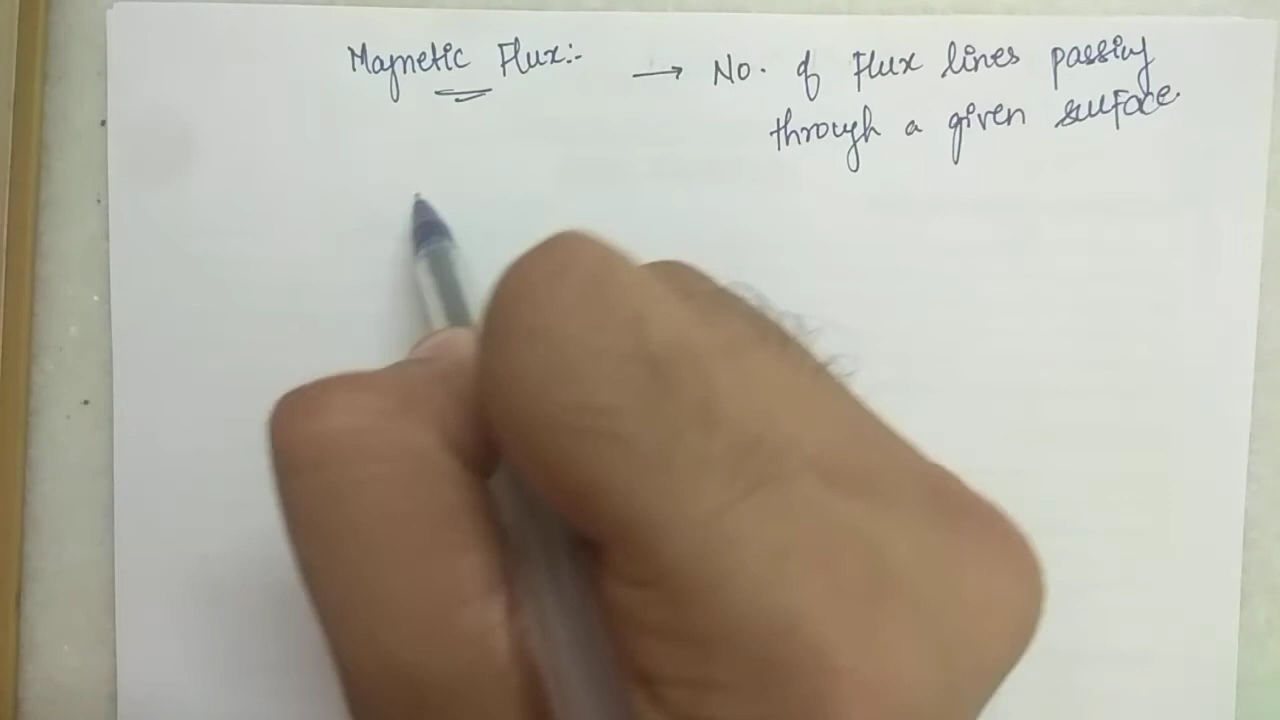 Magnetic Flux:- → No. of Flux lines passing
through a given surface